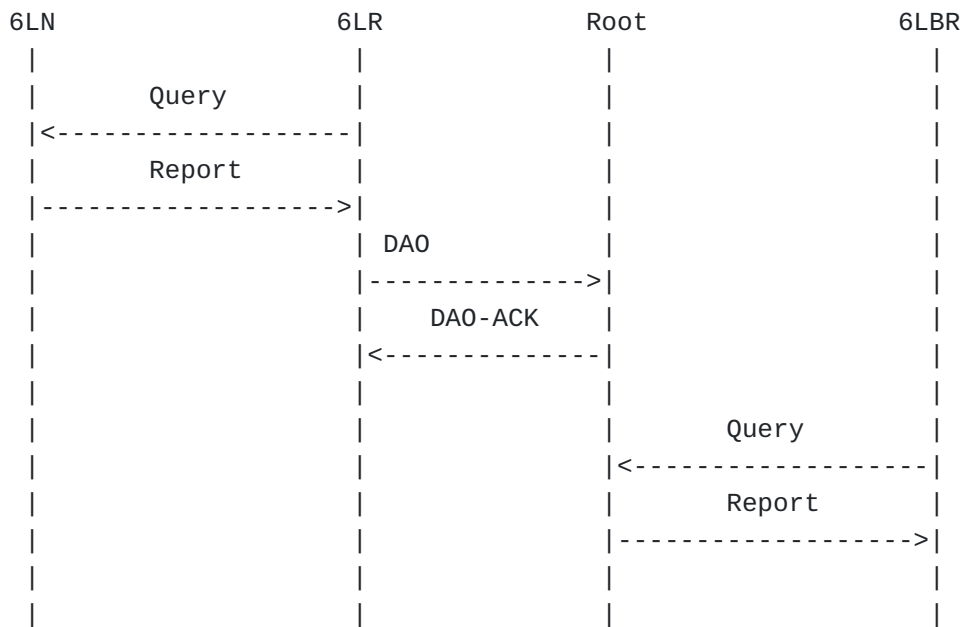 6LN                  6LR             Root                6LBR
 |                    |               |                    |
 |       Query        |               |                    |
 |<-------------------|               |                    |
 |       Report       |               |                    |
 |------------------->|               |                    |
 |                    | DAO           |                    |
 |                    |-------------->|                    |
 |                    |    DAO-ACK    |                    |
 |                    |<--------------|                    |
 |                    |               |                    |
 |                    |               |       Query        |
 |                    |               |<-------------------|
 |                    |               |       Report       |
 |                    |               |------------------->|
 |                    |               |                    |
 |                    |               |                    |